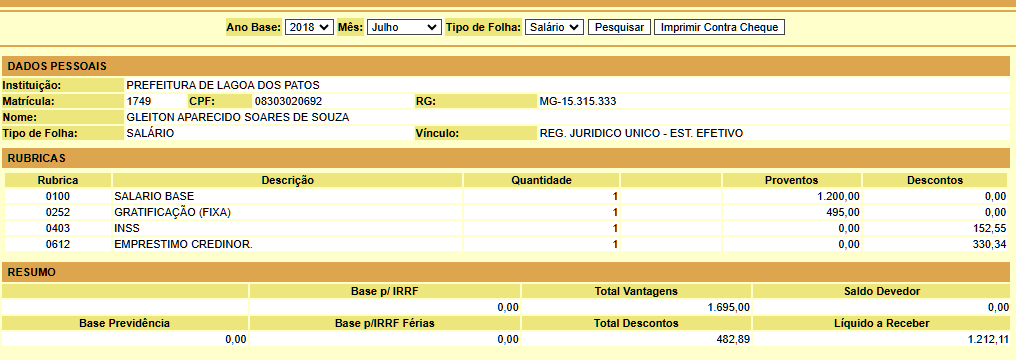 Ano Base: 2018 Mês: Julho Tipo de Folha: Salário Pesquisar Imprimir Contra Cheque
DADOS PESSOAIS
Instituição: PREFEITURA DE LAGOA DOS PATOS
Matrícula: 1749 CPF: 08303020692 RG: MG-15.315.333
Nome: GLEITON APARECIDO SOARES DE SOUZA
Tipo de Folha: SALÁRIO Vínculo: REG. JURIDICO UNICO - EST. EFETIVO
RUBRICAS
Rubrica Descrição Quantidade Proventos Descontos
0100 SALARIO BASE 1 1.200,00 0,00
0252 GRATIFICAÇÃO (FIXA) 1 495,00 0,00
0403 INSS 1 0,00 152,55
0612 EMPRESTIMO CREDINOR. 1 0,00 330,34
RESUMO
Base p/ IRRF Total Vantagens Saldo Devedor
0,00 1.695,00 0,00
Base Previdência Base p/IRRF Férias Total Descontos Líquido a Receber
0,00 0,00 482,89 1.212,11